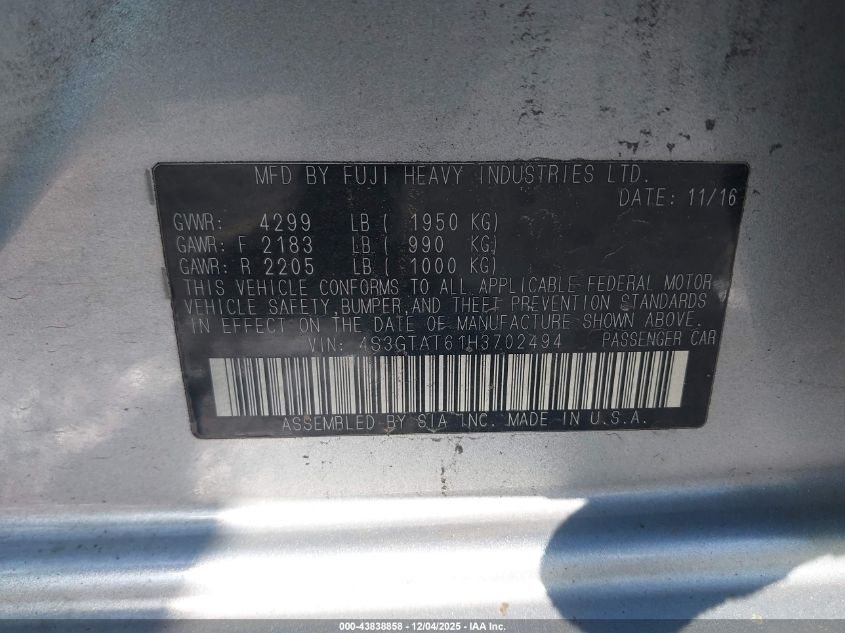 MFD BY FUJI HEAVY INDUSTRIES LTD.
DATE: 11/16
GVWR: 4299 LB ( 1950 KG)
GAWR: F 2183 LB ( 990 KG)
GAWR: R 2205 LB ( 1000 KG)
THIS VEHICLE CONFORMS TO ALL APPLICABLE FEDERAL MOTOR
VEHICLE SAFETY,BUMPER,AND THEFT PREVENTION STANDARDS
IN EFFECT ON THE DATE OF MANUFACTURE SHOWN ABOVE.
VIN: 4S3GTAT61H3702494 PASSENGER CAR
ASSEMBLED BY SIA INC. MADE IN U.S.A.
000-43838858 - 12/04/2025 - IAA Inc.